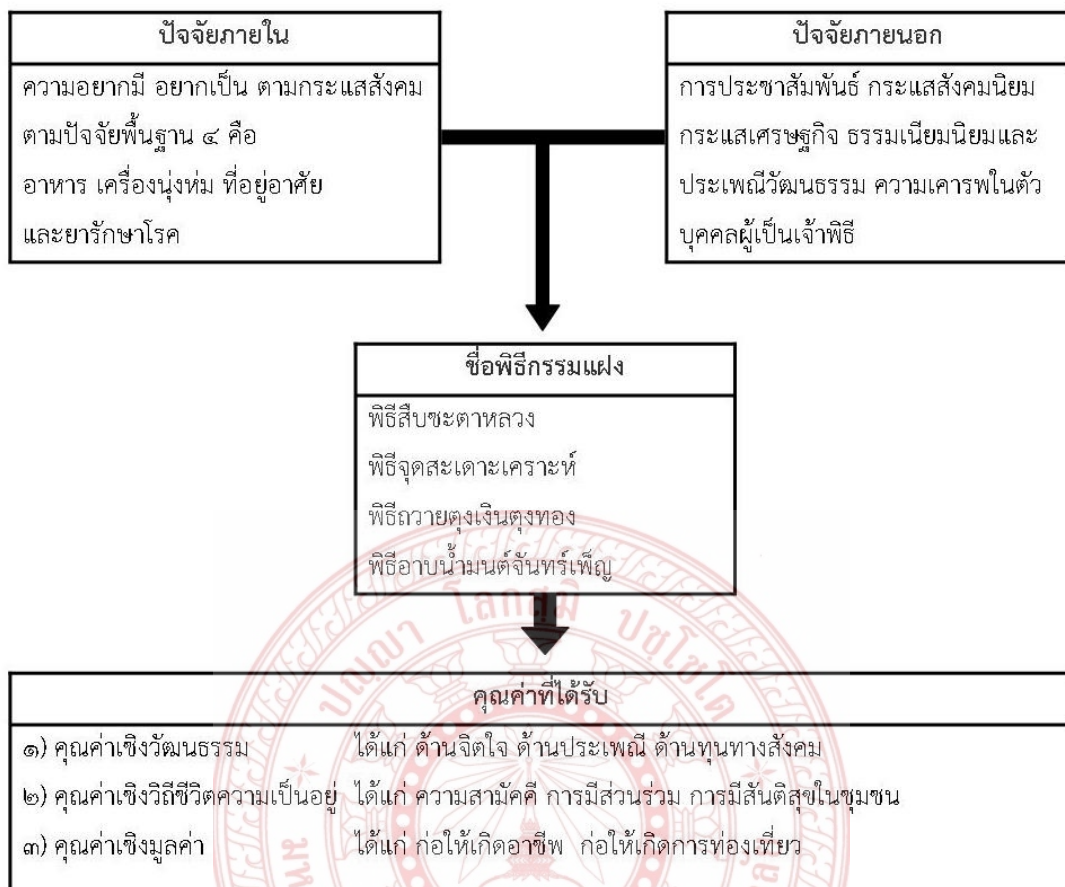 ปัจจัยภายใน
ความอยากมี อยากเป็น ตามกระแสสังคม
ตามปัจจัยพื้นฐาน ๔ คือ
อาหาร เครื่องนุ่งห่ม ที่อยู่อาศัย
และยารักษาโรค
ปัจจัยภายนอก
การประชาสัมพันธ์ กระแสสังคมนิยม
กระแสเศรษฐกิจ ธรรมเนียมนิยมและ
ประเพณีวัฒนธรรม ความเคารพในตัว
บุคคลผู้เป็นเจ้าพิธี
ชื่อพิธีกรรมแฝง
พิธีสืบชะตาหลวง
พิธีจุดสะเดาะเคราะห์
พิธีถวายตุงเงินตุงทอง
พิธีอาบน้ำมนต์จันทร์เพ็ญ
ปญฺญา โลกสฺมิ ปชฺโชโต
คุณค่าที่ได้รับ
๑) คุณค่าเชิงวัฒนธรรม ได้แก่ ด้านจิตใจ ด้านประเพณี ด้านทุนทางสังคม
๒) คุณค่าเชิงวิถีชีวิตความเป็นอยู่ ได้แก่ ความสามัคคี การมีส่วนร่วม การมีสันติสุขในชุมชน
๓) คุณค่าเชิงมูลค่า ได้แก่ ก่อให้เกิดอาชีพ ก่อให้เกิดการท่องเที่ยว